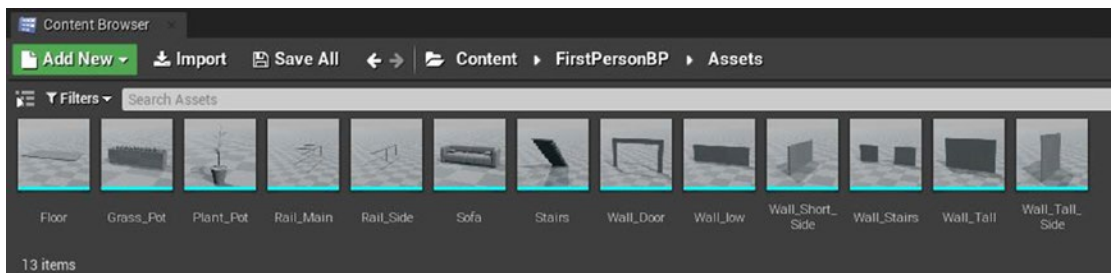 Content Browser
Add New Import Save All Content FirstPersonBP Assets
Filters Search Assets
Floor Grass_Pot Plant_Pot Rail_Main Rail_Side Sofa Stairs Wall_Door Wall_low Wall_Short_ Wall_Stairs Wall_Tall Wall_Tall_
Side Side
13 items